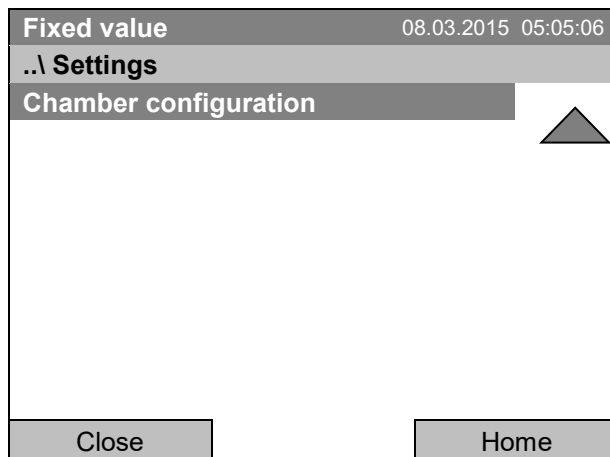 Fixed value 08.03.2015 05:05:06
..\ Settings
Chamber configuration
Close Home